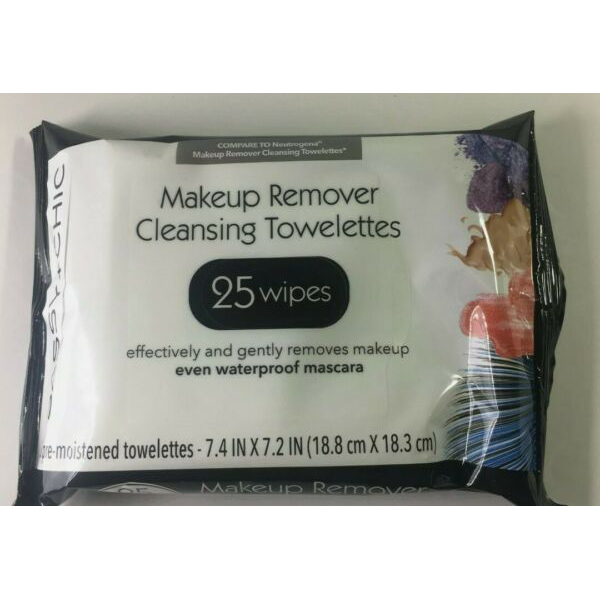 COMPARE TO Neutrogena®
Makeup Remover Cleansing Towelettes*
Makeup Remover
Cleansing Towelettes
25 wipes
effectively and gently removes makeup
even waterproof mascara
pre-moistened towelettes - 7.4 IN X 7.2 IN (18.8 cm X 18.3 cm)
CHIC
25
Makeup Remover